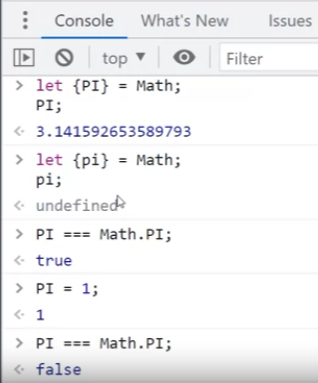 Console What's New Issues
top ▼ Filter
> let {PI} = Math;
PI;
<· 3.141592653589793
> let {pi} = Math;
pi;
<· undefined
> PI === Math.PI;
<· true
> PI = 1;
<· 1
> PI === Math.PI;
<· false